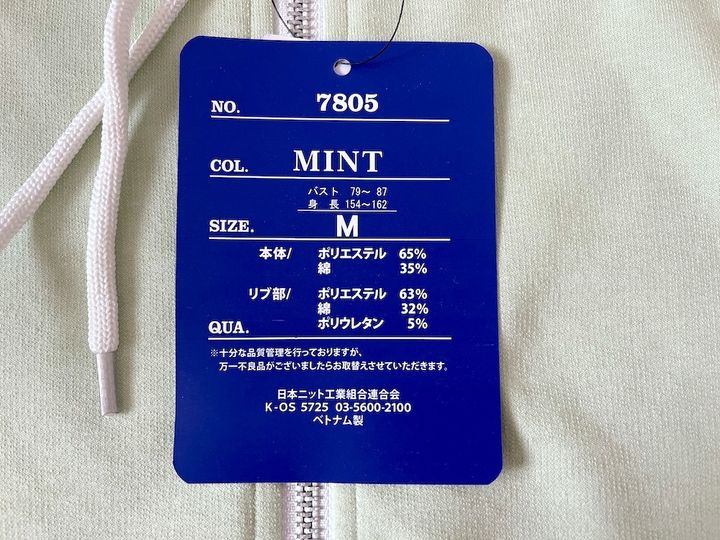 NO. 7805
COL. MINT
バスト 79～ 87
身 長 154～162
SIZE. M
本体/ ポリエステル 65%
綿 35%
リブ部/ ポリエステル 63%
綿 32%
QUA. ポリウレタン 5%
※十分な品質管理を行っておりますが、
万一不良品がございましたらお取替えさせていただきます。
日本ニット工業組合連合会
K-OS 5725 03-5600-2100
ベトナム製